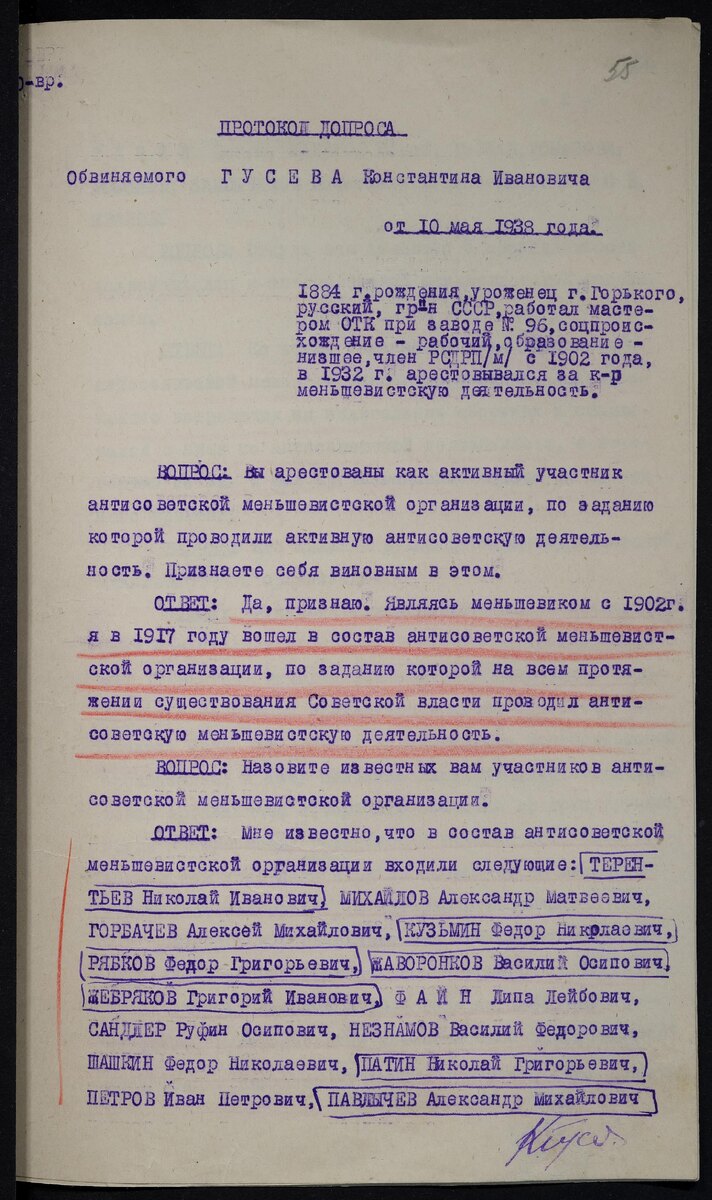 55
-вр.
ПРОТОКОЛ ДОПРОСА
Обвиняемого Г У С Е В А Константина Ивановича
от 10 мая 1938 года.
1884 г.рождения,уроженец г.Горького,
русский, гр-н СССР,работал масте-
ром ОТК при заводе № 96,соцпроис-
хождение - рабочий,образование -
низшее,член РСДРП/м/ с 1902 года,
в 1932 г. арестовывался за к-р
меньшевистскую деятельность.
ВОПРОС: Вы арестованы как активный участник
антисоветской меньшевистской организации, по заданию
которой проводили активную антисоветскую деятель-
ность. Признаете себя виновным в этом.
ОТВЕТ: Да, признаю. Являясь меньшевиком с 1902г.
я в 1917 году вошел в состав антисоветской меньшевист-
ской организации, по заданию которой на всем протя-
жении существования Советской власти проводил анти-
советскую меньшевистскую деятельность.
ВОПРОС: Назовите известных вам участников анти-
советской меньшевистской организации.
ОТВЕТ: Мне известно,что в состав антисоветской
меньшевистской организации входили следующие: ТЕРЕН-
ТЬЕВ Николай Иванович, МИХАЙЛОВ Александр Матвеевич,
ГОРБАЧЕВ Алексей Михайлович, КУЗЬМИН Федор Николаевич,
РЯБКОВ Федор Григорьевич, ЖАВОРОНКОВ Василий Осипович,
ЖЕБРЯКОВ Григорий Иванович, Ф А Й Н Липа Лейбович,
САНДЛЕР Руфин Осипович, НЕЗНАМОВ Василий Федорович,
ШАШКИН Федор Николаевич, ПАТИН Николай Григорьевич,
ПЕТРОВ Иван Петрович, ПАВЛЫЧЕВ Александр Михайлович